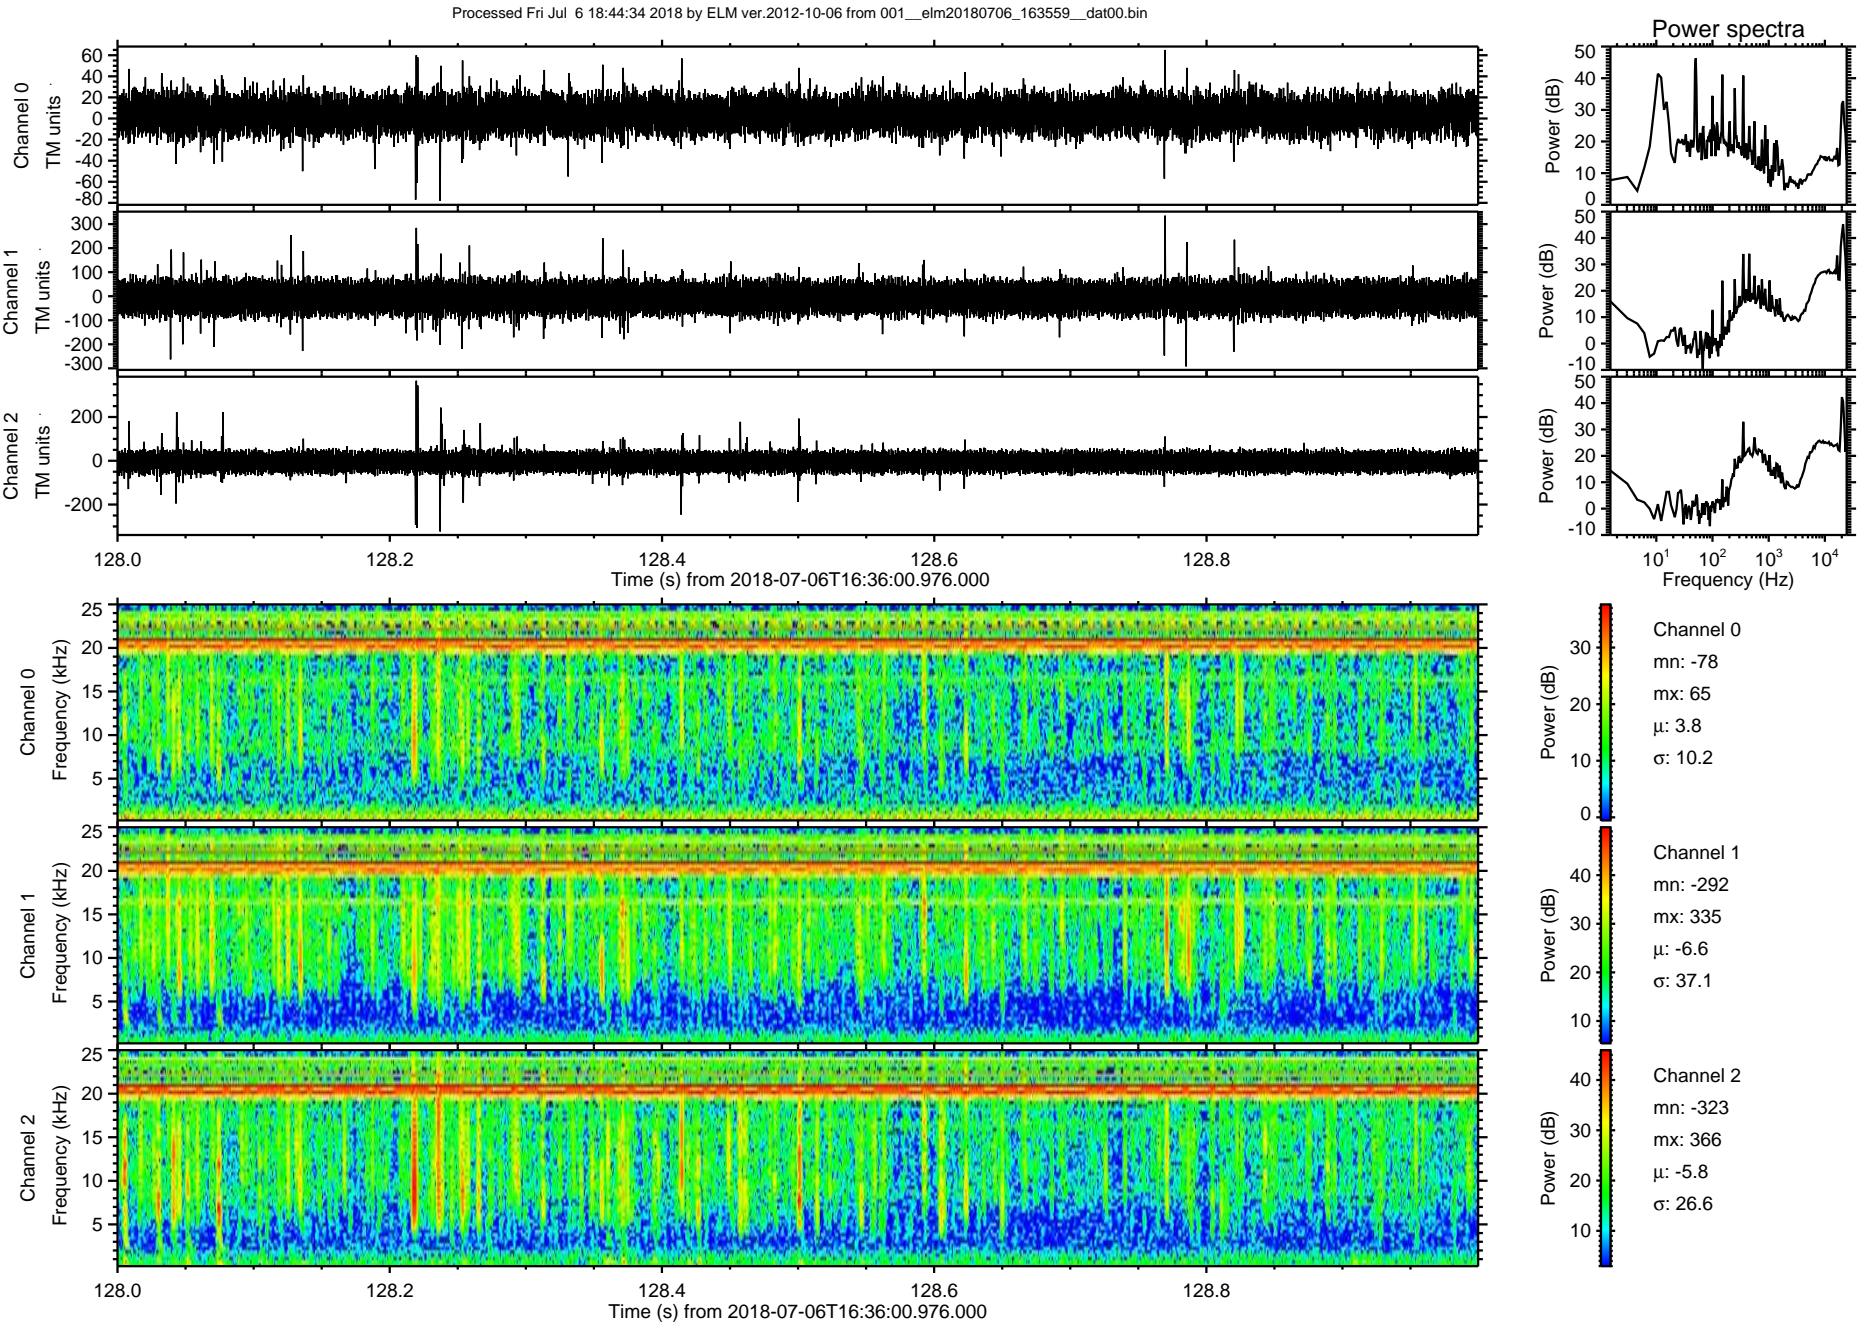 Processed Fri Jul  6 18:44:34 2018 by ELM ver.2012-10-06 from 001__elm20180706_163559__dat00.bin
Power spectra
Channel 0
TM units
60
40
20
0
-20
-40
-60
-80
Power (dB)
50
40
30
20
10
0
Channel 1
TM units
300
200
100
0
-100
-200
-300
Power (dB)
50
40
30
20
10
0
-10
Channel 2
TM units
200
0
-200
Power (dB)
50
40
30
20
10
0
-10
128.0 128.2 128.4 128.6 128.8
Time (s) from 2018-07-06T16:36:00.976.000
10¹ 10² 10³ 10⁴
Frequency (Hz)
Channel 0
Frequency (kHz)
25
20
15
10
5
Power (dB)
30
20
10
0
Channel 0
mn: -78
mx: 65
μ: 3.8
σ: 10.2
Channel 1
Frequency (kHz)
25
20
15
10
5
Power (dB)
40
30
20
10
Channel 1
mn: -292
mx: 335
μ: -6.6
σ: 37.1
Channel 2
Frequency (kHz)
25
20
15
10
5
Power (dB)
40
30
20
10
Channel 2
mn: -323
mx: 366
μ: -5.8
σ: 26.6
128.0 128.2 128.4 128.6 128.8
Time (s) from 2018-07-06T16:36:00.976.000